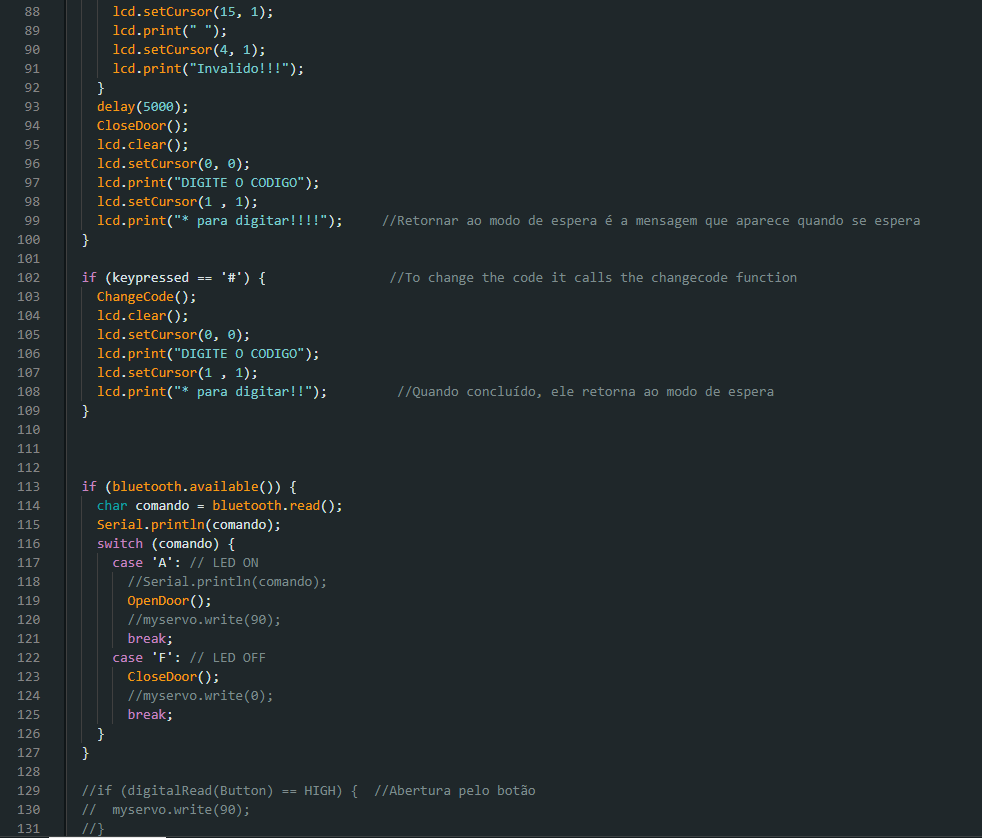 88 lcd.setCursor(15, 1);
89 lcd.print(" ");
90 lcd.setCursor(4, 1);
91 lcd.print("Invalido!!!");
92 }
93 delay(5000);
94 CloseDoor();
95 lcd.clear();
96 lcd.setCursor(0, 0);
97 lcd.print("DIGITE O CODIGO");
98 lcd.setCursor(1 , 1);
99 lcd.print("* para digitar!!!!"); //Retornar ao modo de espera é a mensagem que aparece quando se espera
100 }
101
102 if (keypressed == '#') { //To change the code it calls the changecode function
103 ChangeCode();
104 lcd.clear();
105 lcd.setCursor(0, 0);
106 lcd.print("DIGITE O CODIGO");
107 lcd.setCursor(1 , 1);
108 lcd.print("* para digitar!!"); //Quando concluído, ele retorna ao modo de espera
109 }
110
111
112
113 if (bluetooth.available()) {
114 char comando = bluetooth.read();
115 Serial.println(comando);
116 switch (comando) {
117 case 'A': // LED ON
118 //Serial.println(comando);
119 OpenDoor();
120 //myservo.write(90);
121 break;
122 case 'F': // LED OFF
123 CloseDoor();
124 //myservo.write(0);
125 break;
126 }
127 }
128
129 //if (digitalRead(Button) == HIGH) { //Abertura pelo botão
130 // myservo.write(90);
131 //}